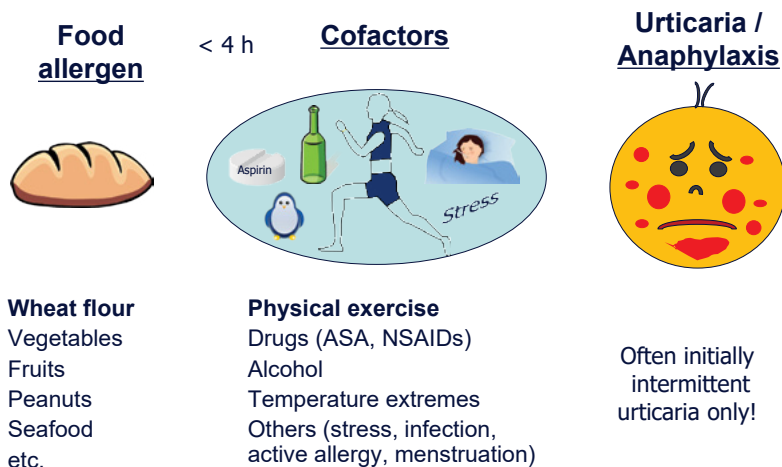 Food
allergen
< 4 h
Cofactors
Urticaria /
Anaphylaxis
Aspirin
Stress
Wheat flour
Vegetables
Fruits
Peanuts
Seafood
etc.
Physical exercise
Drugs (ASA, NSAIDs)
Alcohol
Temperature extremes
Others (stress, infection,
active allergy, menstruation)
Often initially
intermittent
urticaria only!